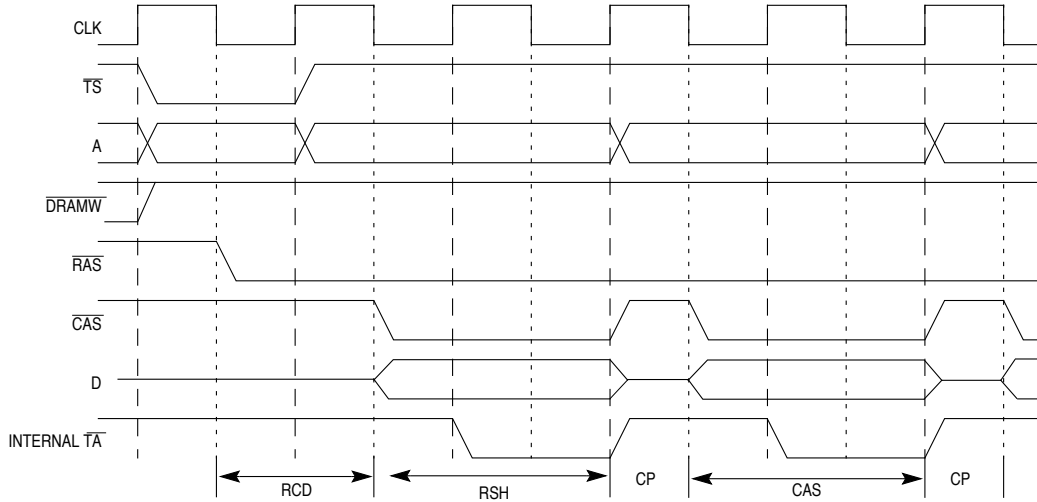 CLK
TS
A
DRAMW
RAS
CAS
D
INTERNAL TA
RCD
RSH
CP
CAS
CP